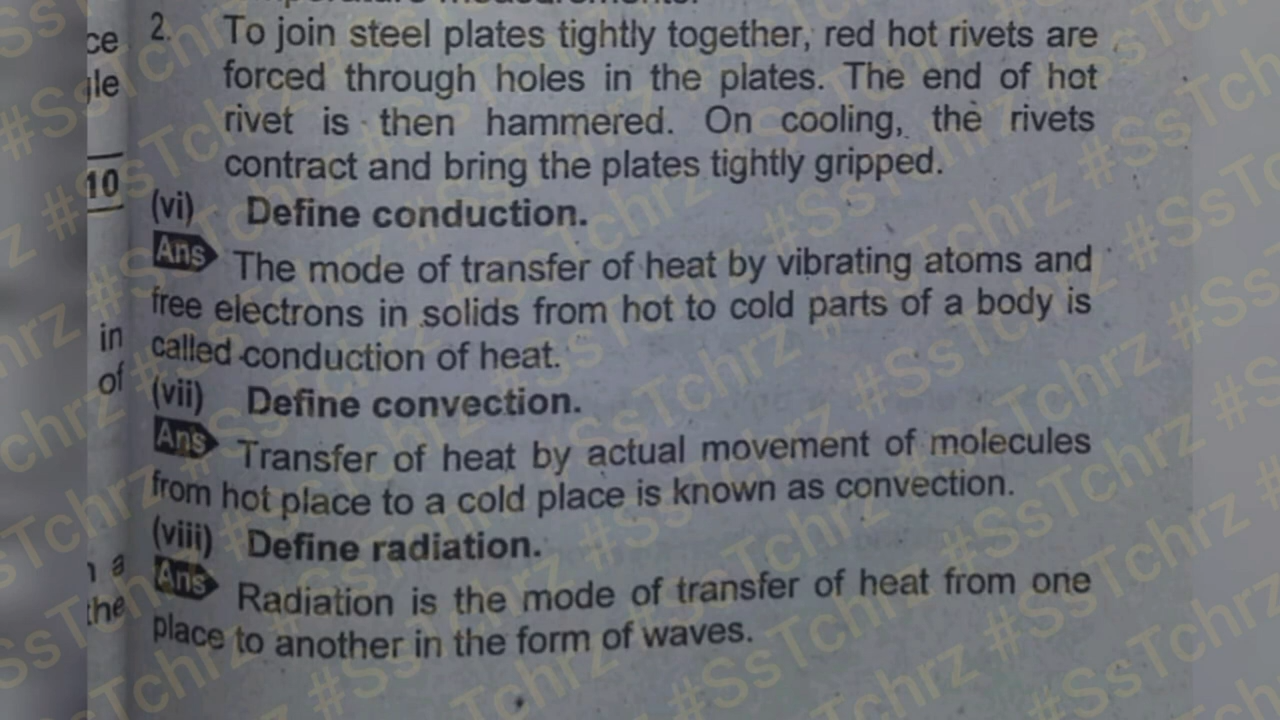 2. To join steel plates tightly together, red hot rivets are
forced through holes in the plates. The end of hot
rivet is then hammered. On cooling, the rivets
contract and bring the plates tightly gripped.
(vi) Define conduction.
Ans The mode of transfer of heat by vibrating atoms and
free electrons in solids from hot to cold parts of a body is
called conduction of heat.
(vii) Define convection.
Ans Transfer of heat by actual movement of molecules
from hot place to a cold place is known as convection.
(viii) Define radiation.
Ans Radiation is the mode of transfer of heat from one
place to another in the form of waves.
10
in
of
a
#SsTchrz